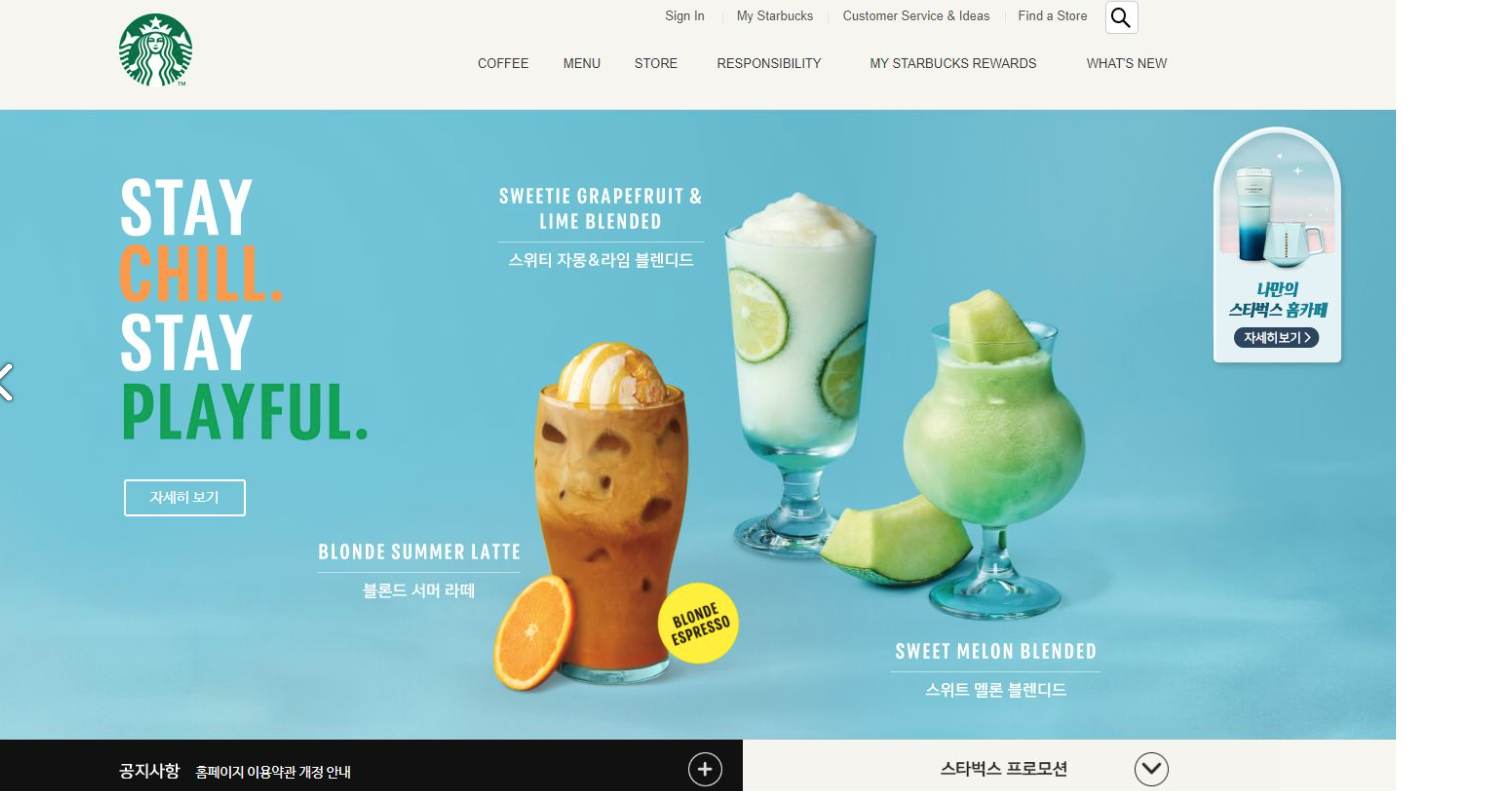 Sign In
My Starbucks
Customer Service & Ideas
Find a Store
COFFEE
MENU
STORE
RESPONSIBILITY
MY STARBUCKS REWARDS
WHAT'S NEW
TM
STAY
CHILL.
STAY
PLAYFUL.
자세히 보기
SWEETIE GRAPEFRUIT &
LIME BLENDED
스위티 자몽&라임 블렌디드
나만의
스타벅스 홈카페
자세히보기 >
BLONDE SUMMER LATTE
블론드 서머 라떼
BLONDE
ESPRESSO
SWEET MELON BLENDED
스위트 멜론 블렌디드
공지사항
홈페이지 이용약관 개정 안내
스타벅스 프로모션